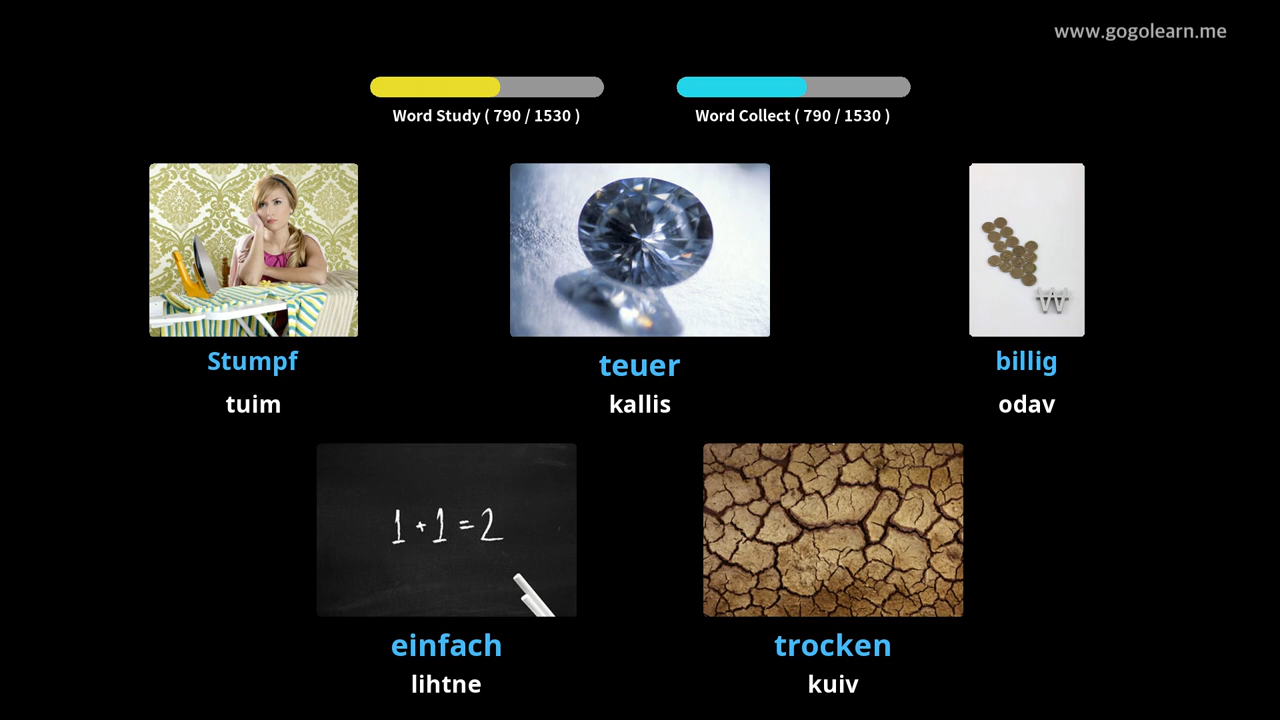 www.gogolearn.me
Word Study ( 790 / 1530 )
Word Collect ( 790 / 1530 )
Stumpf
tuim
teuer
kallis
₩
billig
odav
1 + 1 = 2
einfach
lihtne
trocken
kuiv